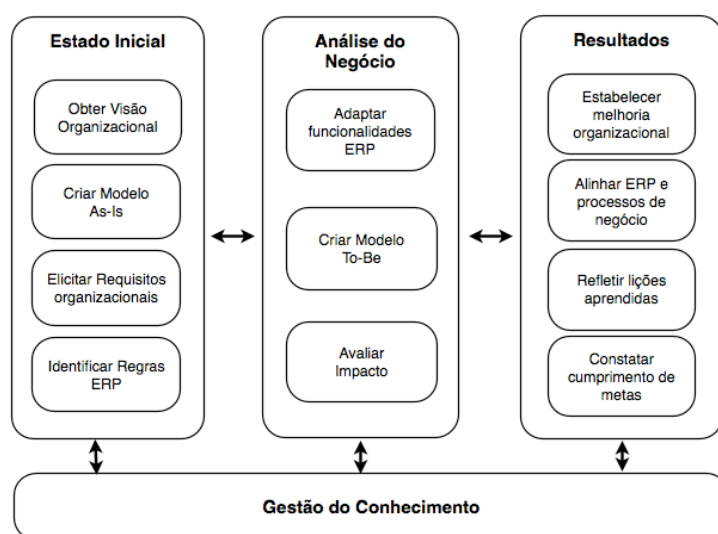 Estado Inicial
Obter Visão
Organizacional
Criar Modelo
As-Is
Elicitar Requisitos
organizacionais
Identificar Regras
ERP
Análise do
Negócio
Adaptar
funcionalidades
ERP
Criar Modelo
To-Be
Avaliar
Impacto
Resultados
Estabelecer
melhoria
organizacional
Alinhar ERP e
processos de
negócio
Refletir lições
aprendidas
Constatar
cumprimento de
metas
Gestão do Conhecimento